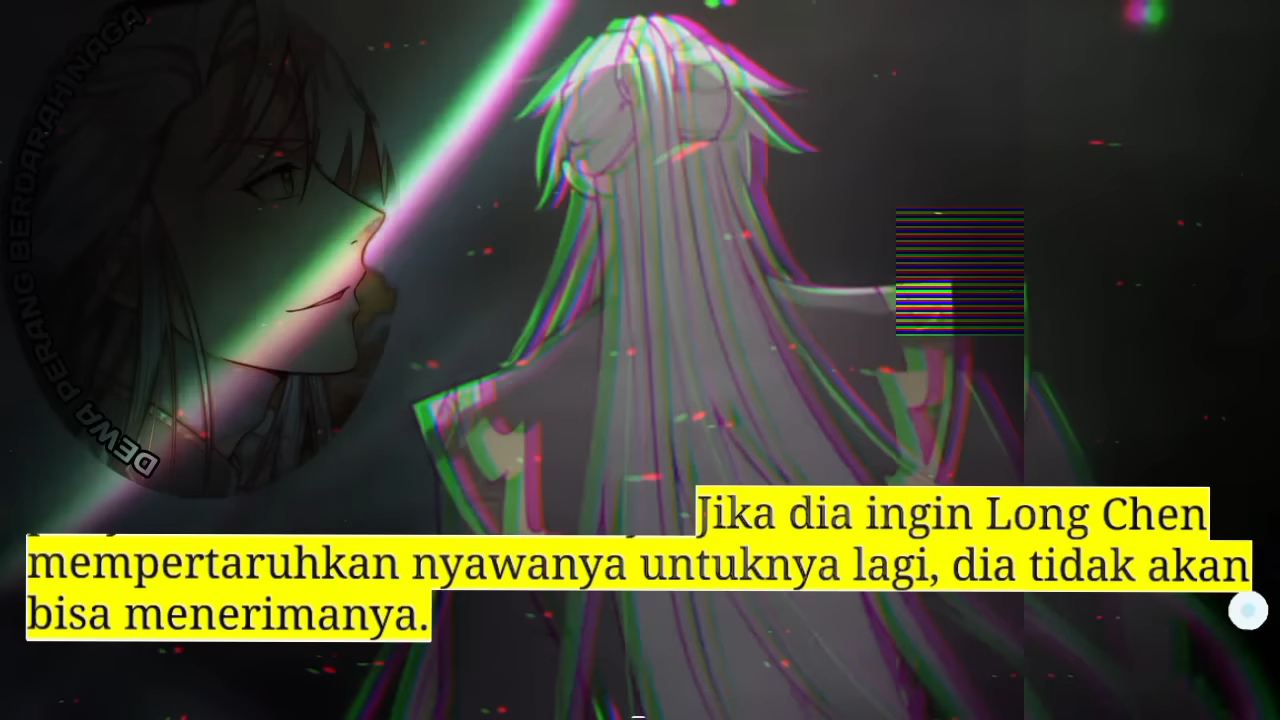 DEWA PERANG BERDARAH NAGA
Jika dia ingin Long Chen
mempertaruhkan nyawanya untuknya lagi, dia tidak akan
bisa menerimanya.